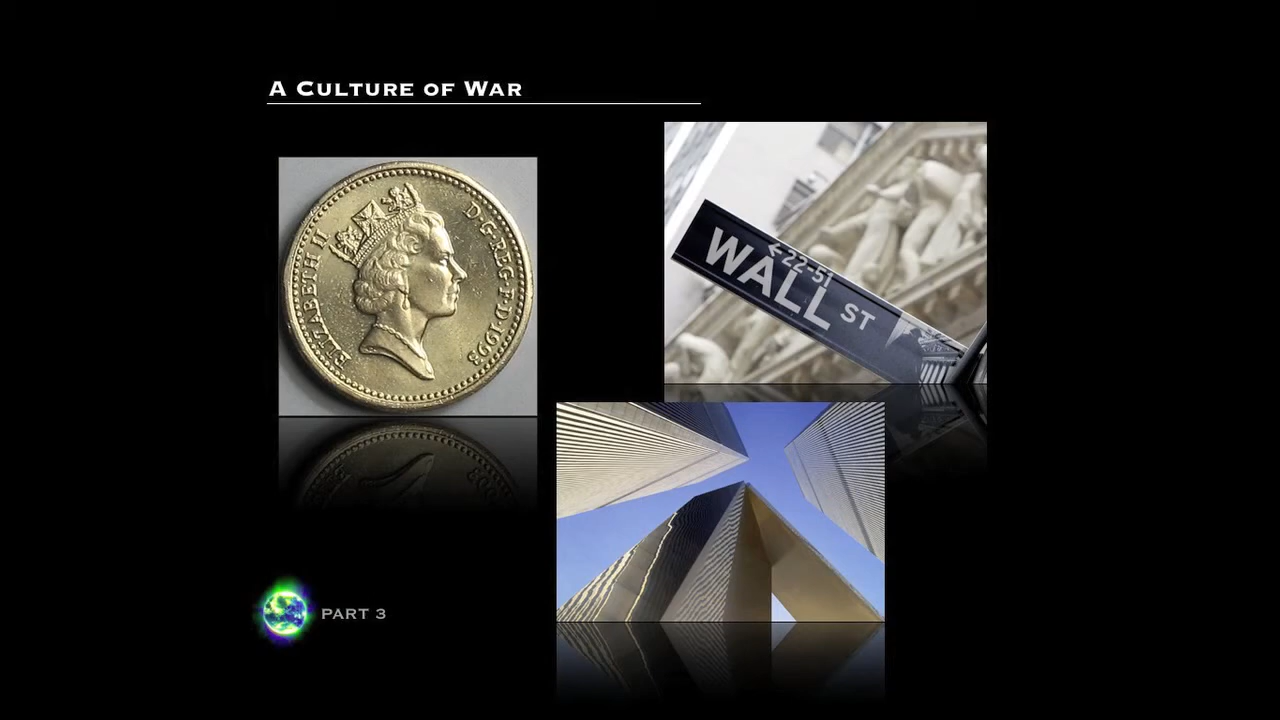 A CULTURE OF WAR
ELIZABETH II
D·G·REG·F·D·1993
←22-51
WALL ST
PART 3